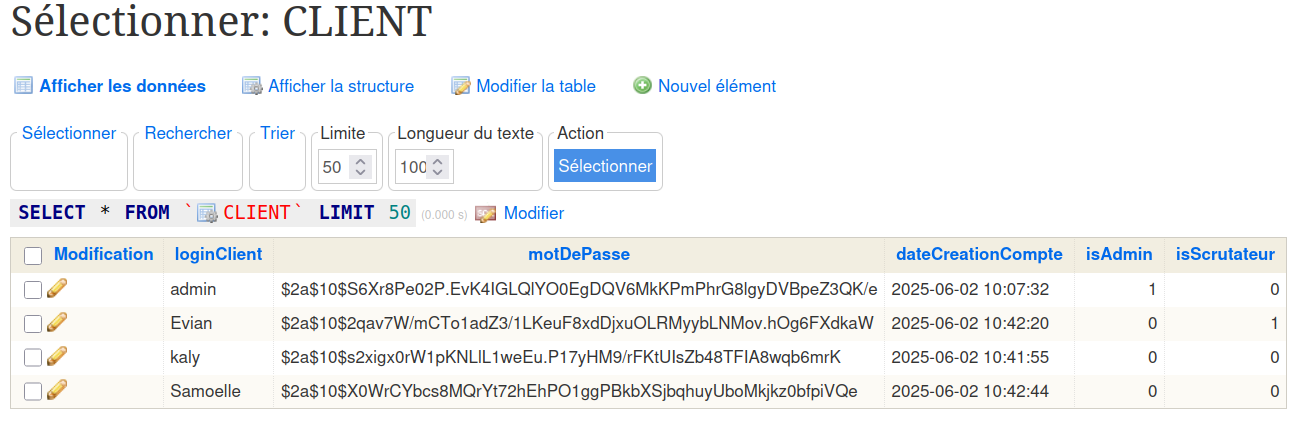 Sélectionner: CLIENT
Afficher les données Afficher la structure Modifier la table Nouvel élément
Sélectionner Rechercher Trier Limite Longueur du texte Action
50 100 Sélectionner
SELECT * FROM `CLIENT` LIMIT 50 (0.000 s) Modifier
Modification loginClient motDePasse dateCreationCompte isAdmin isScrutateur
admin $2a$10$S6Xr8Pe02P.EvK4IGLQlYO0EgDQV6MkKPmPhrG8lgyDVBpeZ3QK/e 2025-06-02 10:07:32 1 0
Evian $2a$10$2qav7W/mCTo1adZ3/1LKeuF8xdDjxuOLRMyybLNMov.hOg6FXdkaW 2025-06-02 10:42:20 0 1
kaly $2a$10$s2xigx0rW1pKNLlL1weEu.P17yHM9/rFKtUIsZb48TFIA8wqb6mrK 2025-06-02 10:41:55 0 0
Samoelle $2a$10$X0WrCYbcs8MQrYt72hEhPO1ggPBkbXSjbqhuyUboMkjkz0bfpiVQe 2025-06-02 10:42:44 0 0